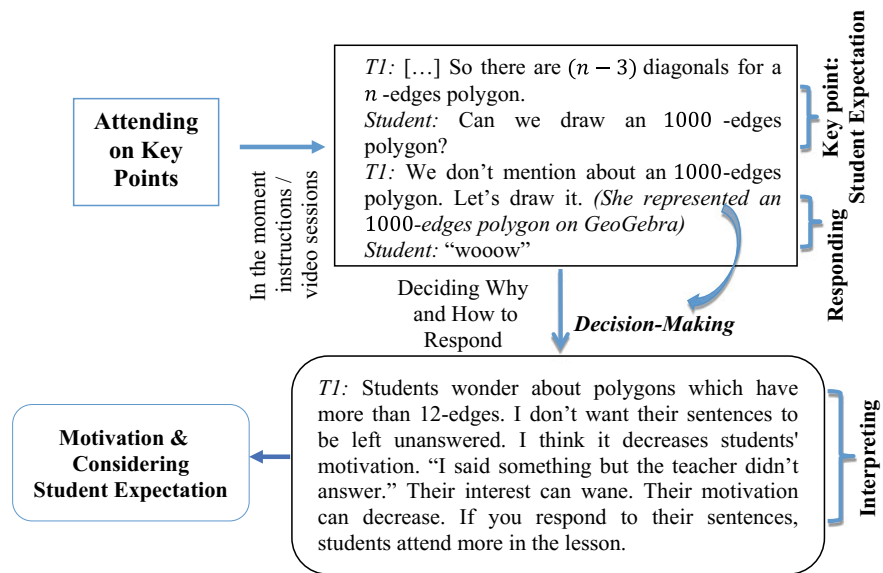 Attending
on Key
Points
In the moment
instructions /
video sessions
T1: […] So there are (n − 3) diagonals for a
n -edges polygon.
Student: Can we draw an 1000 -edges
polygon?
T1: We don’t mention about an 1000-edges
polygon. Let’s draw it. (She represented an
1000-edges polygon on GeoGebra)
Student: “wooow”
Key point:
Student Expectation
Responding
Deciding Why
and How to
Respond
Decision-Making
T1: Students wonder about polygons which have
more than 12-edges. I don’t want their sentences to
be left unanswered. I think it decreases students'
motivation. “I said something but the teacher didn’t
answer.” Their interest can wane. Their motivation
can decrease. If you respond to their sentences,
students attend more in the lesson.
Interpreting
Motivation &
Considering
Student Expectation